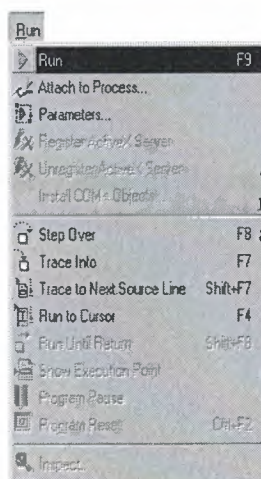 Run
Run F9
Attach to Process...
Parameters...
Register ActiveX Server
Unregister ActiveX Server
Install COM+ Objects
Step Over F8
Trace Into F7
Trace to Next Source Line Shift+F7
Run to Cursor F4
Run Until Return Shift+F8
Show Execution Point
Program Pause
Program Reset Ctrl+F2
Inspect...